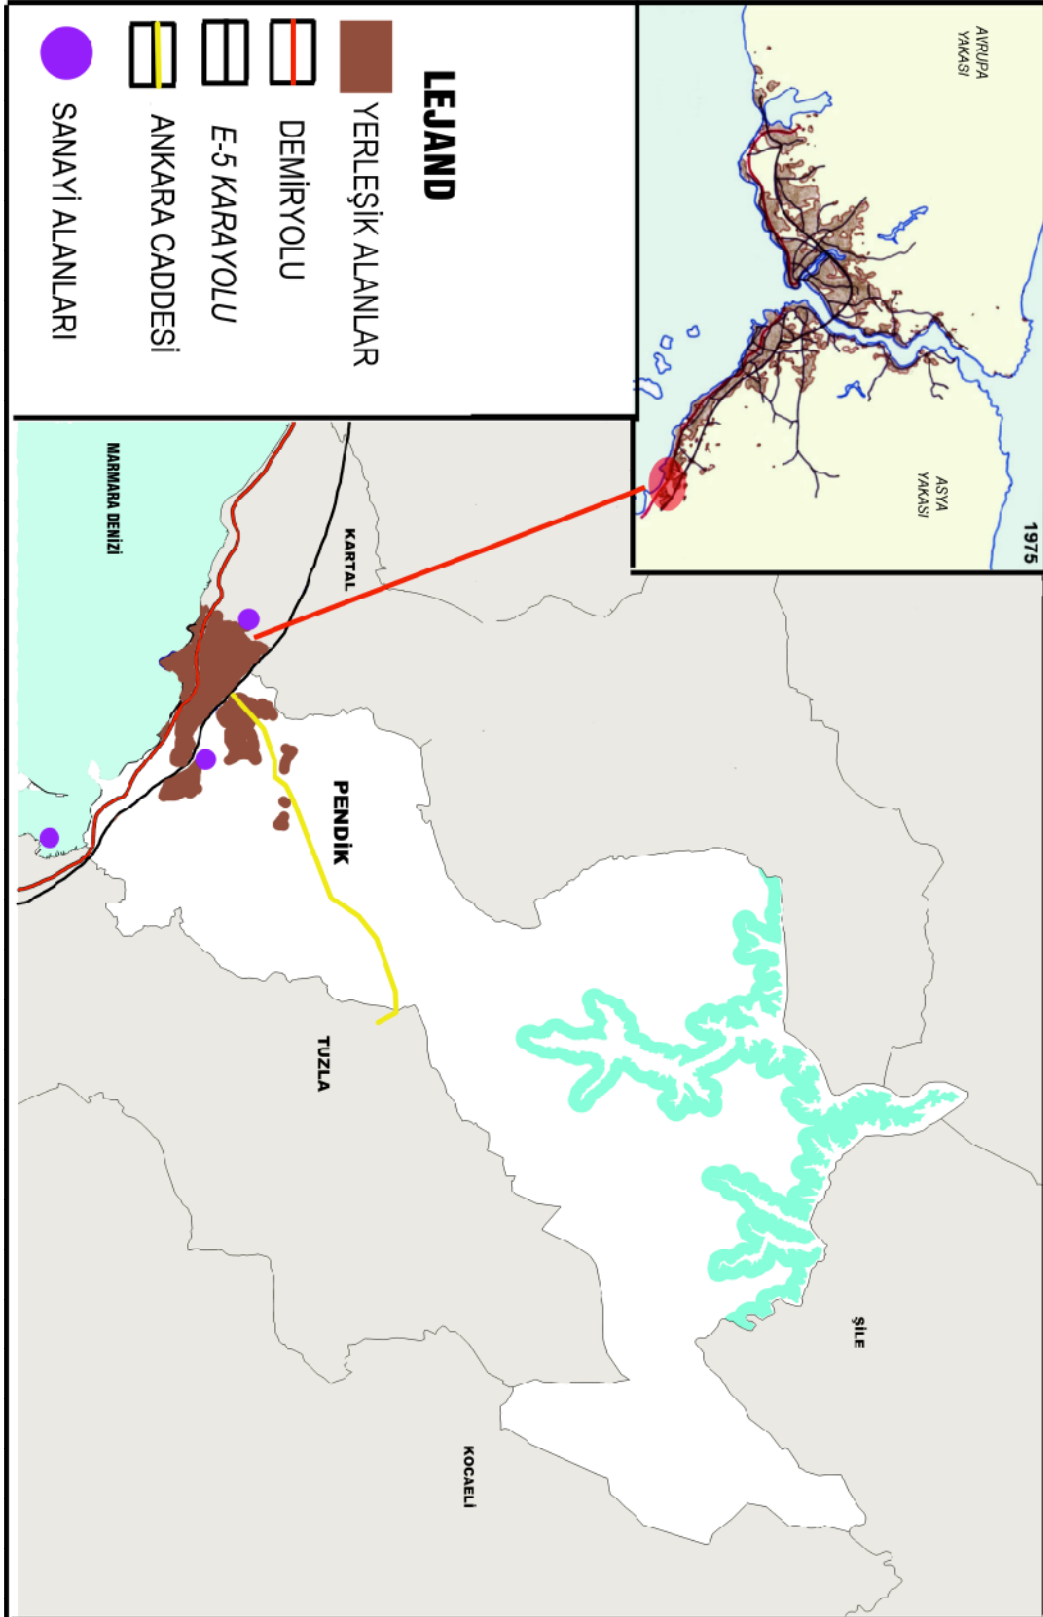 AVRUPA
YAKASI
ASYA
YAKASI
1975
LEJAND
YERLEŞİK ALANLAR
DEMİRYOLU
E-5 KARAYOLU
ANKARA CADDESİ
SANAYİ ALANLARI
MARMARA DENİZİ
KARTAL
PENDİK
TUZLA
ŞİLE
KOCAELİ